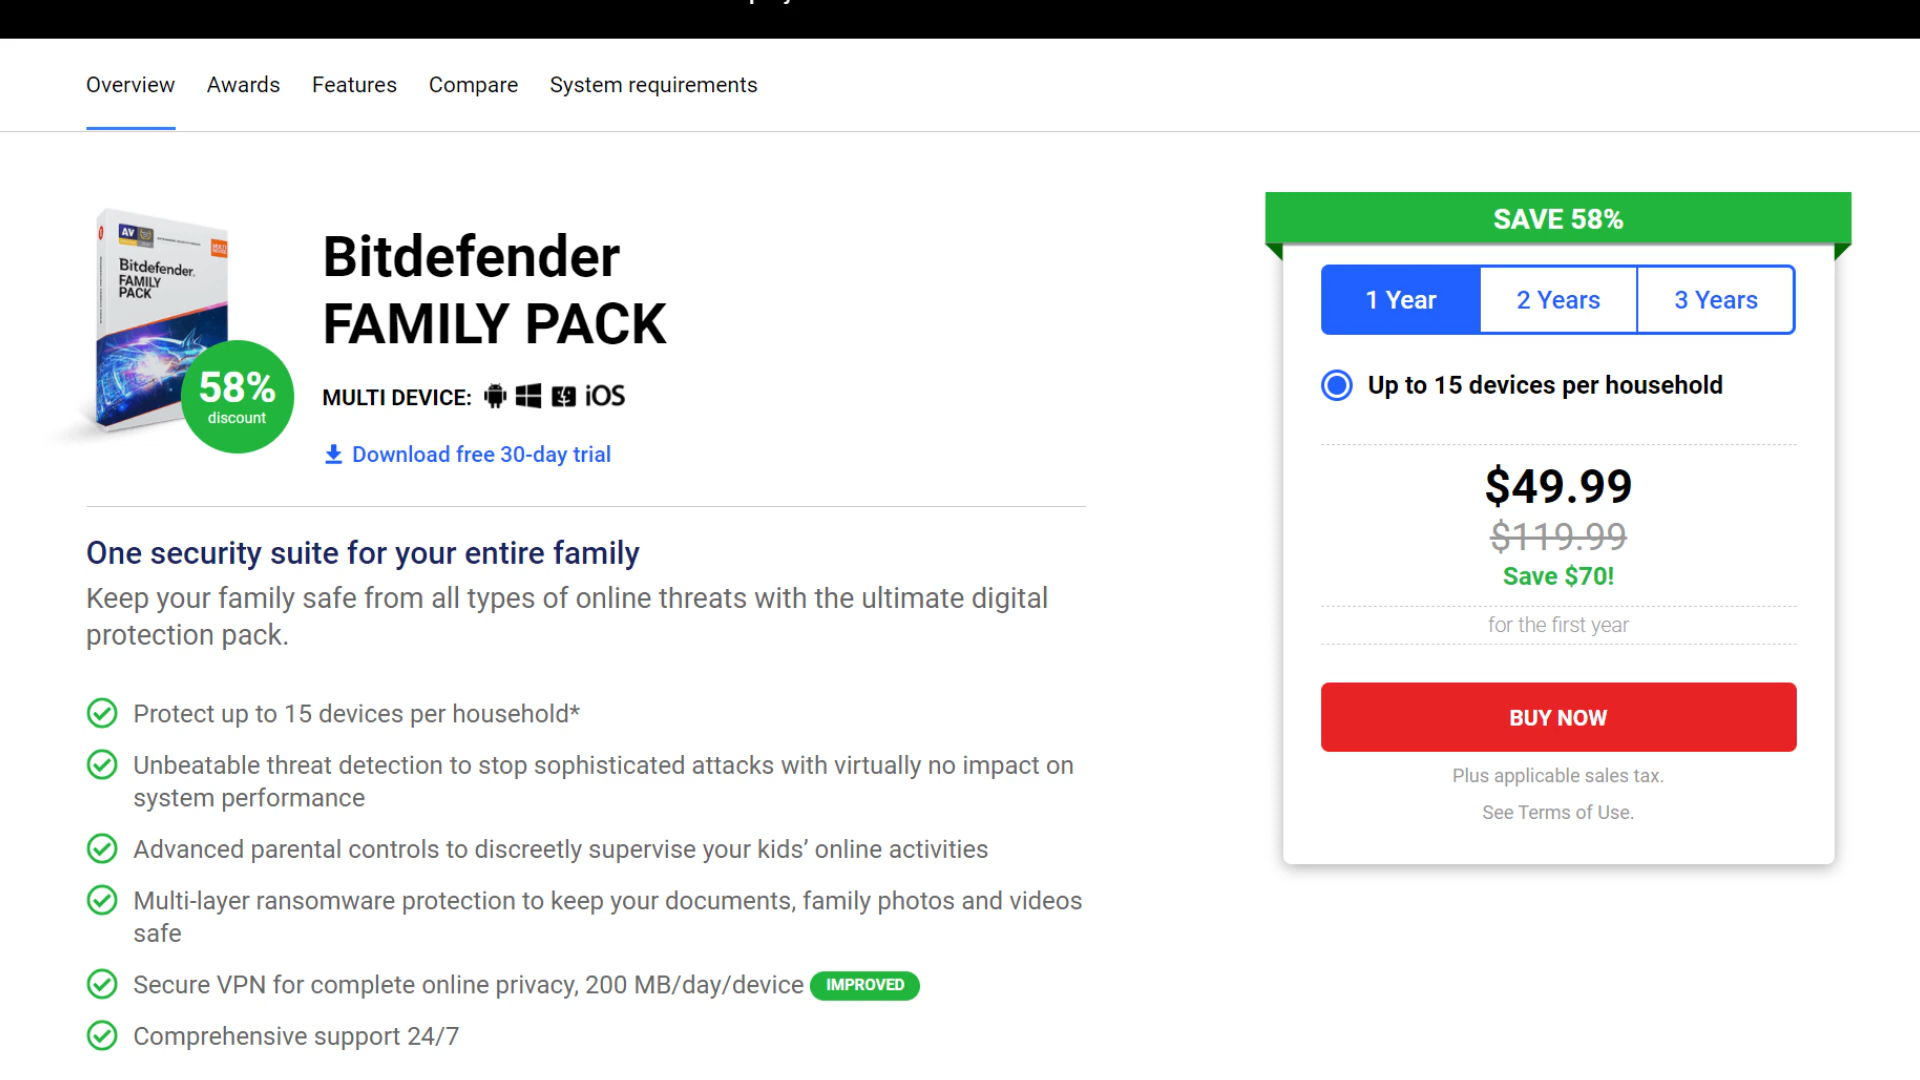 Overview Awards Features Compare System requirements
AV
Bitdefender
FAMILY
PACK
58%
discount
Bitdefender
FAMILY PACK
MULTI DEVICE: iOS
Download free 30-day trial
One security suite for your entire family
Keep your family safe from all types of online threats with the ultimate digital
protection pack.
Protect up to 15 devices per household*
Unbeatable threat detection to stop sophisticated attacks with virtually no impact on
system performance
Advanced parental controls to discreetly supervise your kids’ online activities
Multi-layer ransomware protection to keep your documents, family photos and videos
safe
Secure VPN for complete online privacy, 200 MB/day/device IMPROVED
Comprehensive support 24/7
SAVE 58%
1 Year 2 Years 3 Years
Up to 15 devices per household
$49.99
$119.99
Save $70!
for the first year
BUY NOW
Plus applicable sales tax.
See Terms of Use.